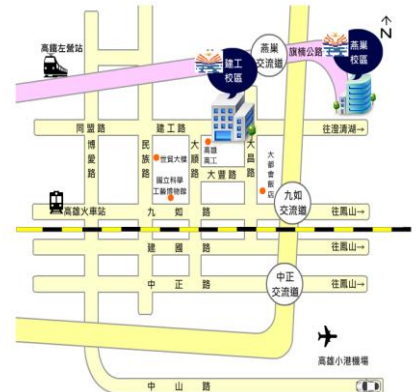 N
高鐵左營站
建工
校區
燕巢
交流道
旗楠公路
燕巢
校區
同盟路
建工路
往澄清湖→
博愛路
民族路
大順路
大昌路
世貿大樓
高雄
高工
大豐路
國立科學
工藝博物館
大都會飯店
高雄火車站
九如路
九如
交流道
往鳳山→
建國路
往鳳山→
中正路
中正
交流道
往鳳山→
高雄小港機場
中山路